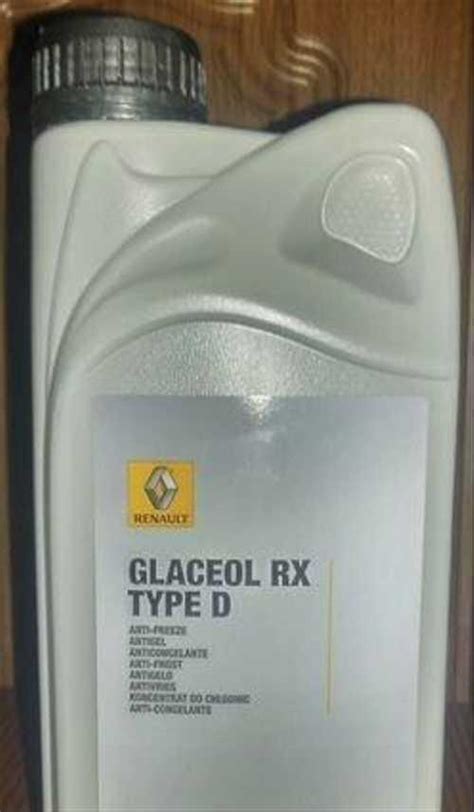 RENAULT
GLACEOL RX
TYPE D
ANTI-FREEZE
ANTIGEL
ANTICONGELANTE
ANTI-FROST
ANTIGELO
ANTIVRIES
KONCENTRAT DO CHŁODNIC
ANTI-CONGELANTE